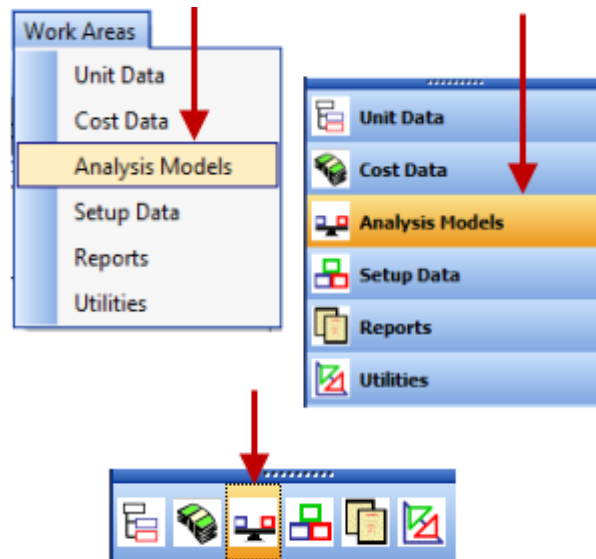 Work Areas
Unit Data
Cost Data
Analysis Models
Setup Data
Reports
Utilities
Unit Data
Cost Data
Analysis Models
Setup Data
Reports
Utilities